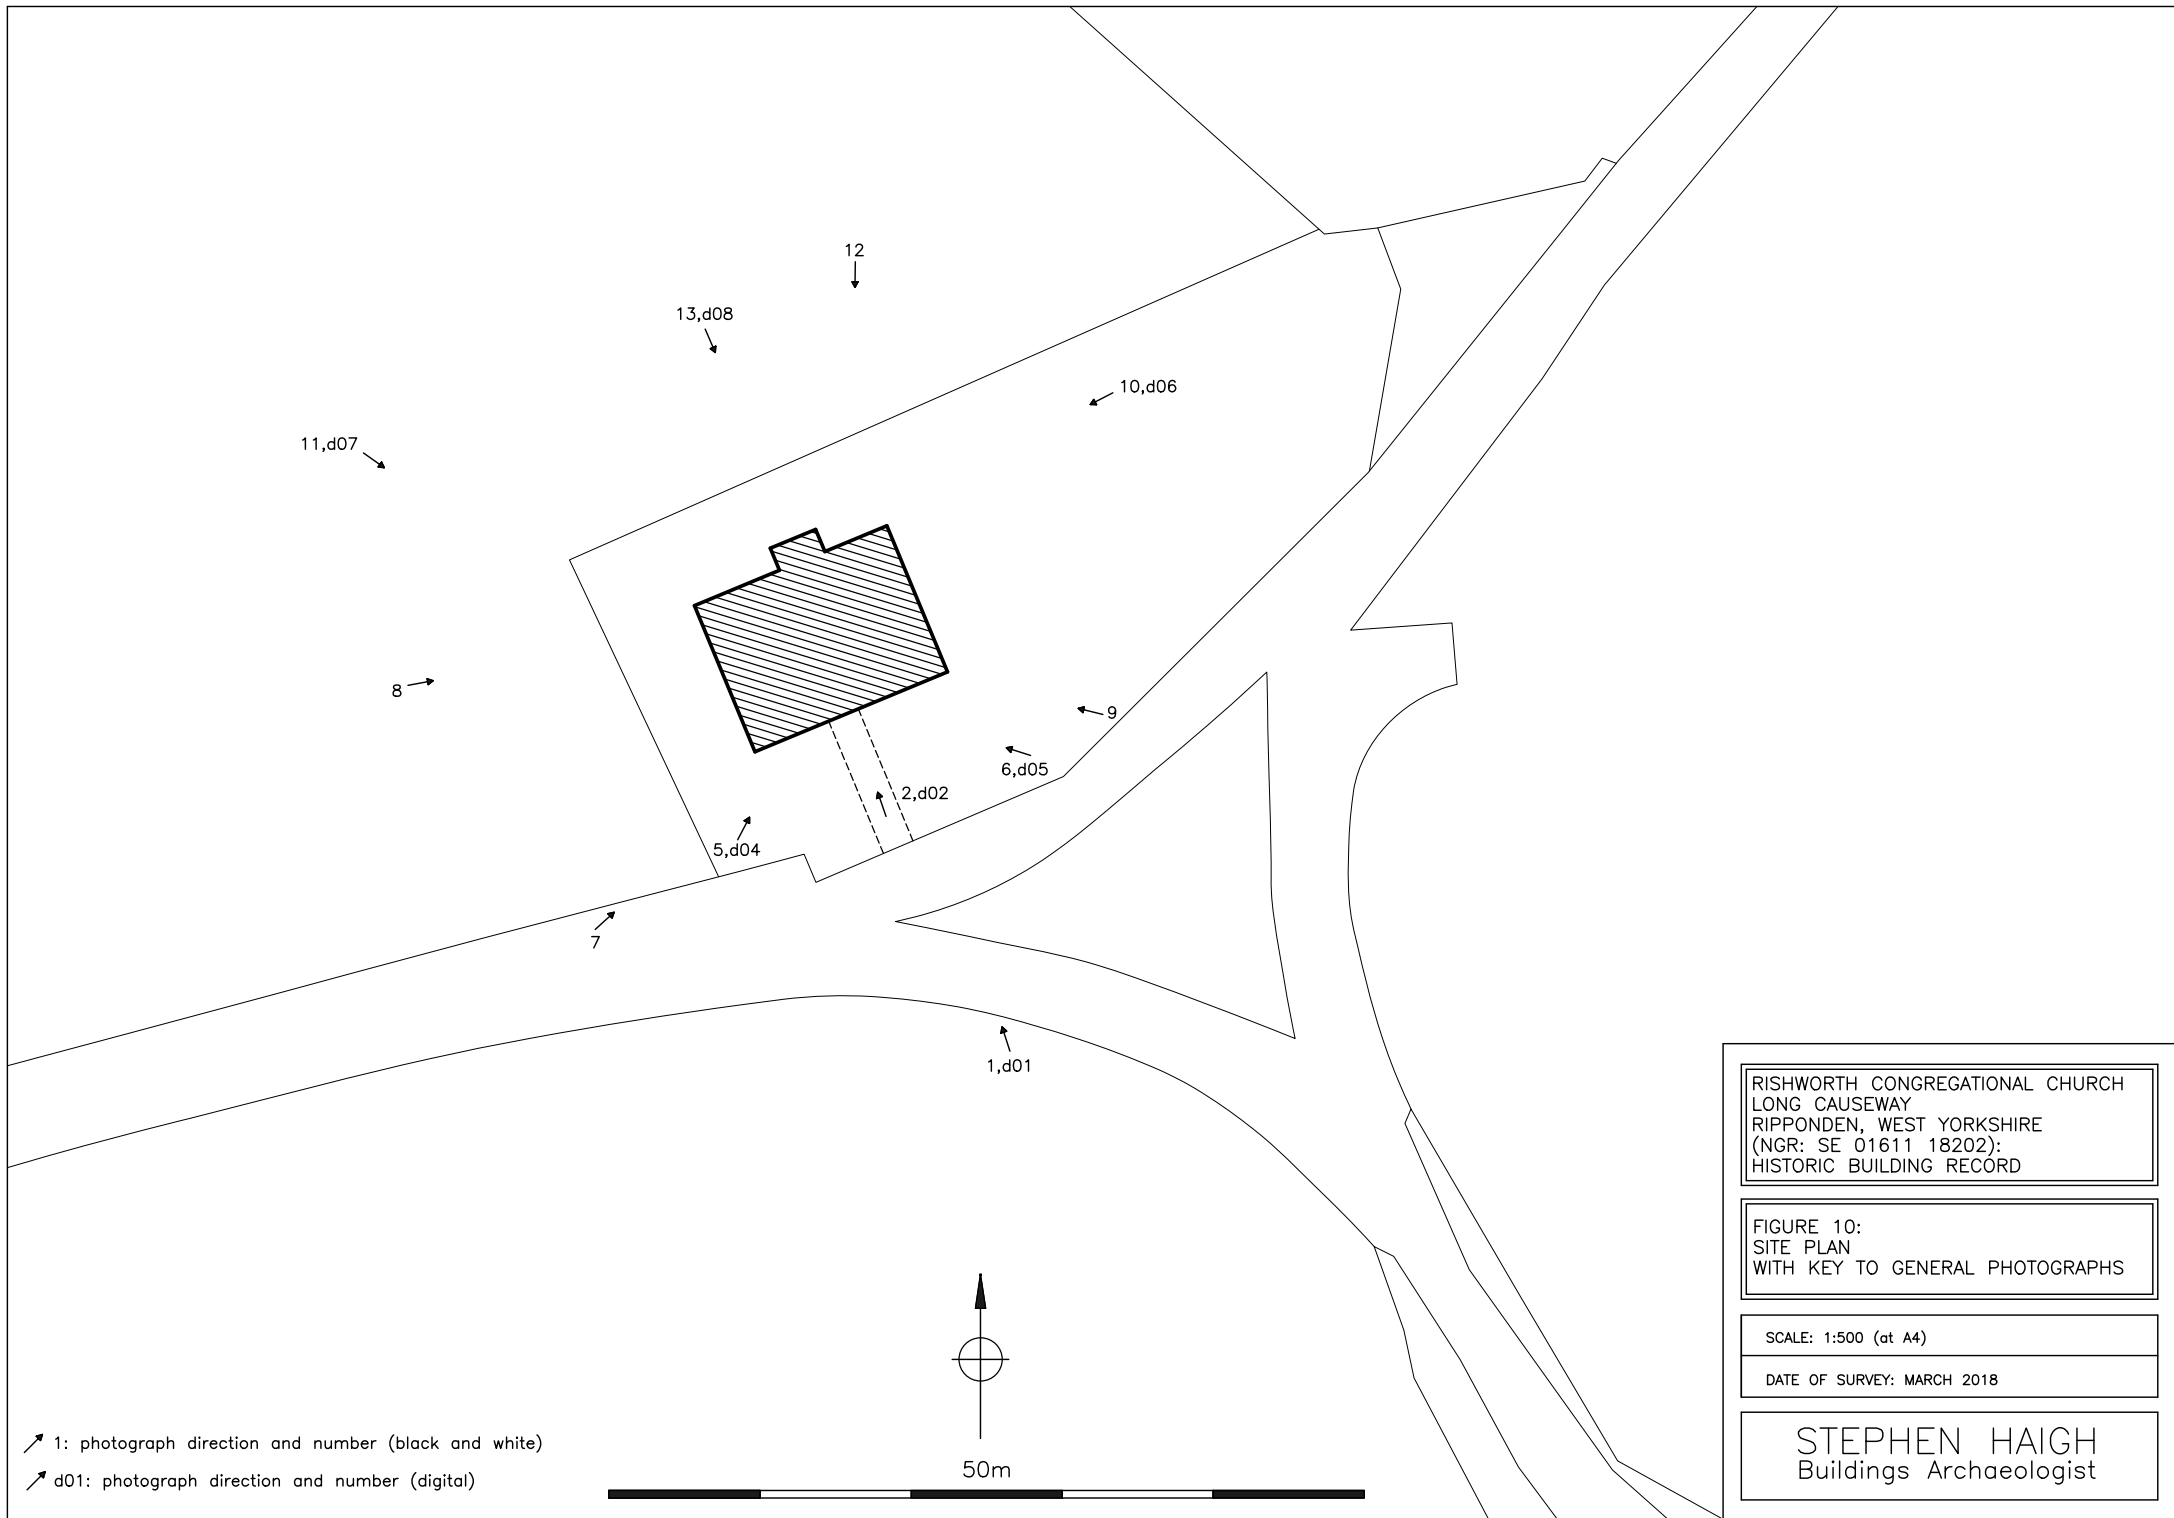 12
13,d08
10,d06
11,d07
8
9
6,d05
2,d02
5,d04
7
1,d01
RISHWORTH CONGREGATIONAL CHURCH
LONG CAUSEWAY
RIPPONDEN, WEST YORKSHIRE
(NGR: SE 01611 18202):
HISTORIC BUILDING RECORD
FIGURE 10:
SITE PLAN
WITH KEY TO GENERAL PHOTOGRAPHS
SCALE: 1:500 (at A4)
DATE OF SURVEY: MARCH 2018
STEPHEN HAIGH
Buildings Archaeologist
1: photograph direction and number (black and white)
d01: photograph direction and number (digital)
50m